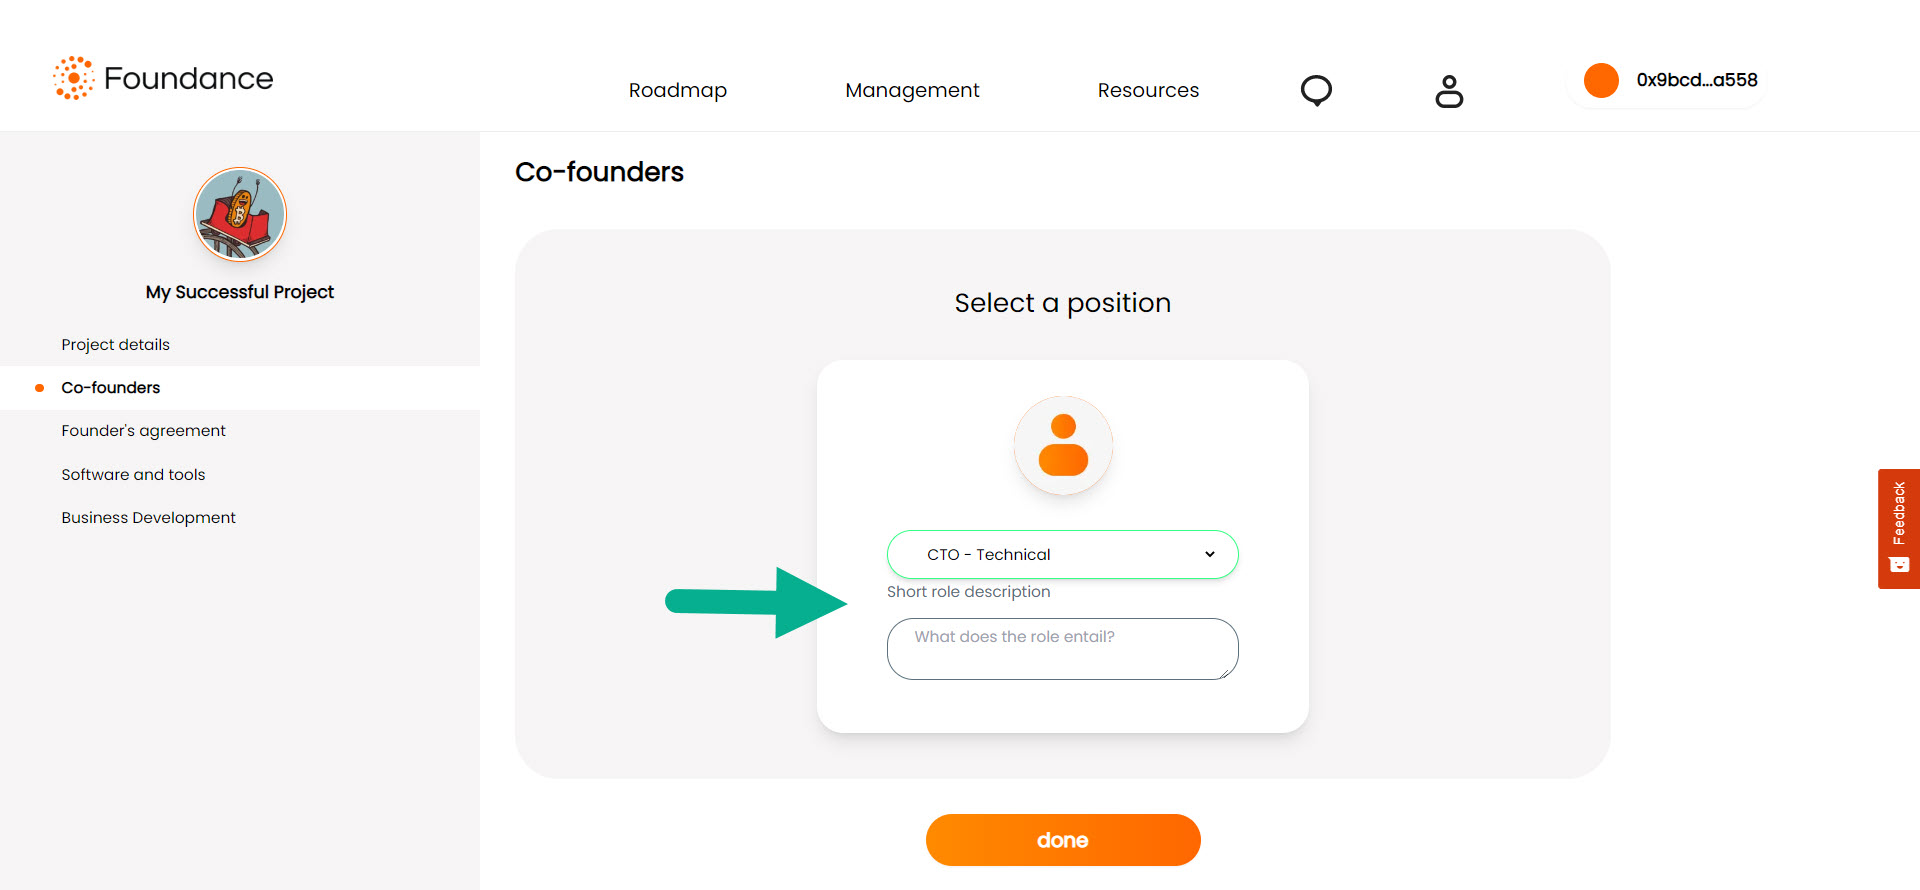 Foundance
Roadmap
Management
Resources
0x9bcd...a558
My Successful Project
Project details
Co-founders
Founder's agreement
Software and tools
Business Development
Co-founders
Select a position
CTO - Technical
Short role description
What does the role entail?
done
Feedback